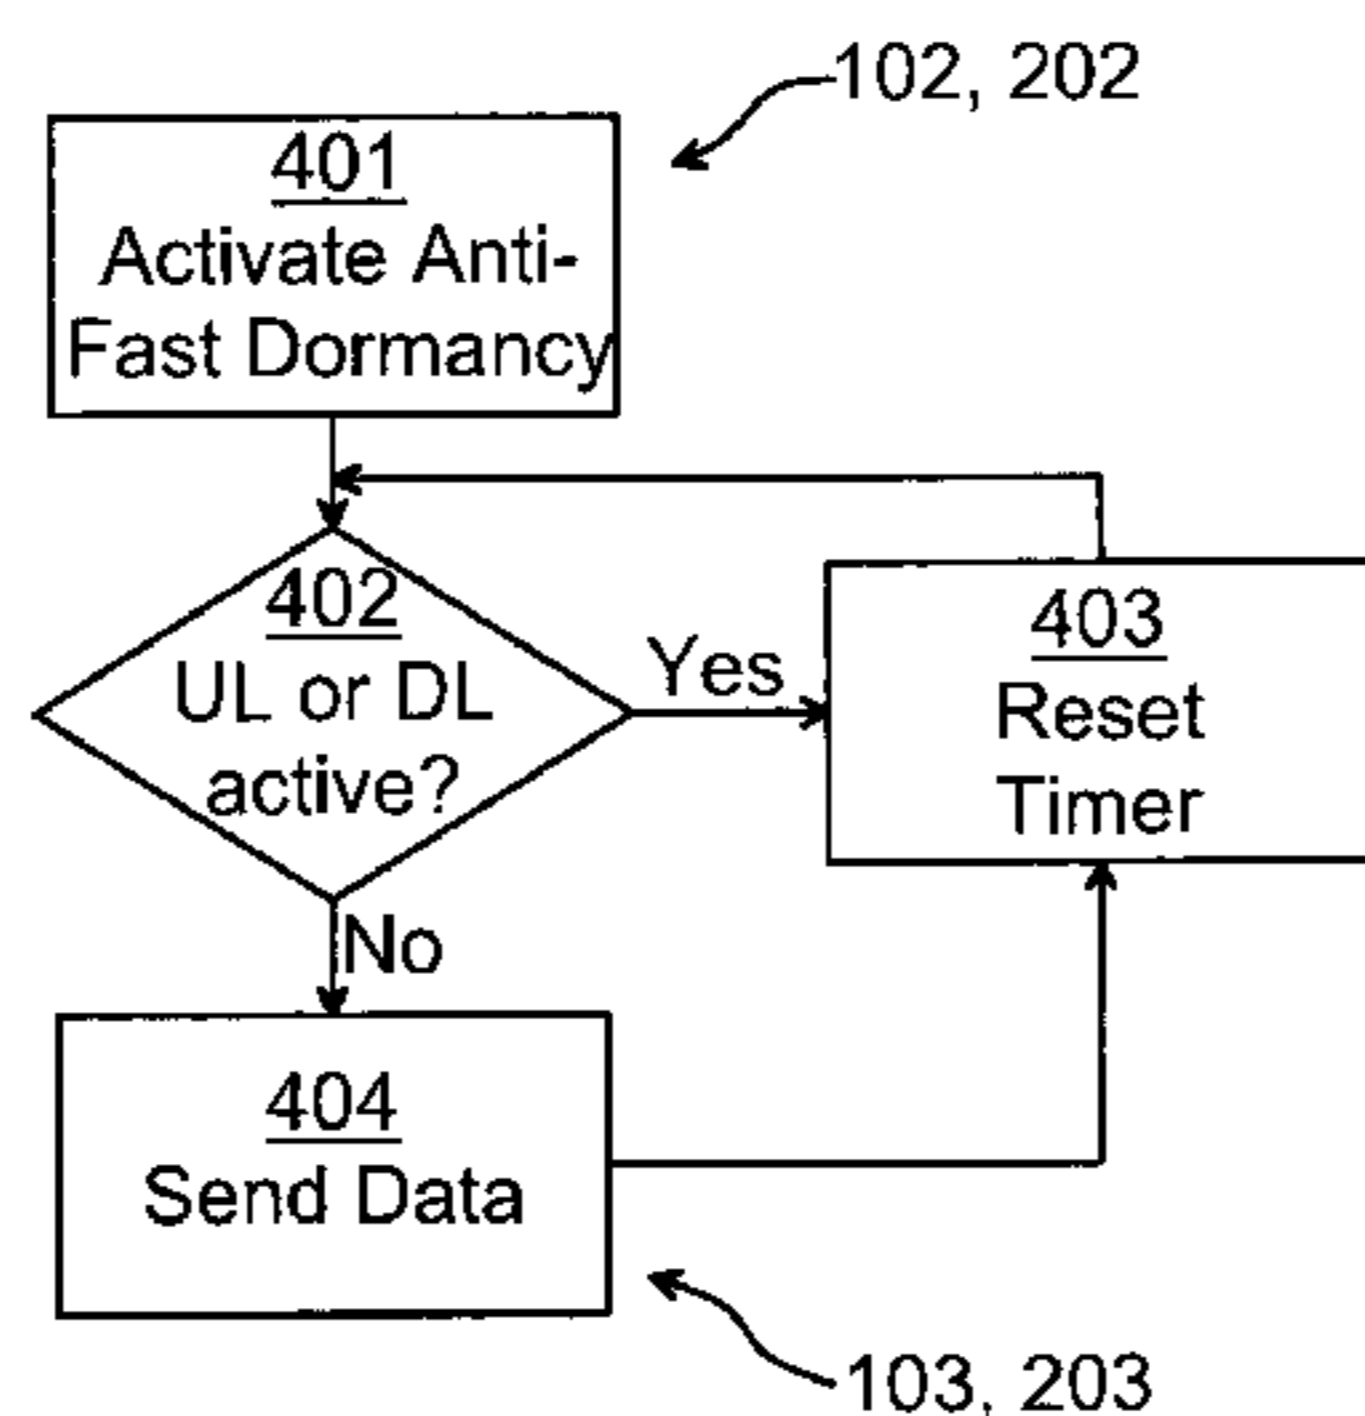 102, 202
401
Activate Anti-
Fast Dormancy
402
UL or DL
active?
Yes
403
Reset
Timer
No
404
Send Data
103, 203